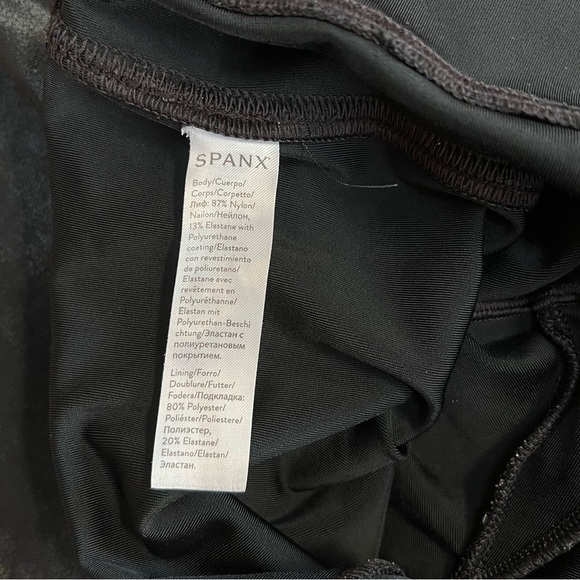 SPANX
Body/Cuerpo/
Corps/Corpetto/
Лиф: 87% Nylon/
Nailon/Нейлон,
13% Elastane with
Polyurethane
coating/Elastano
con revestimiento
de poliuretano/
Elastane avec
revêtement en
Polyuréthanne/
Elastan mit
Polyurethan-Beschi
chtung/Эластан с
полиуретановым
покрытием.
Lining/Forro/
Doublure/Futter/
Fodera/Подкладка:
80% Polyester/
Poliéster/Poliestere/
Полиэстер,
20% Elastane/
Elastano/Elastan/
Эластан.